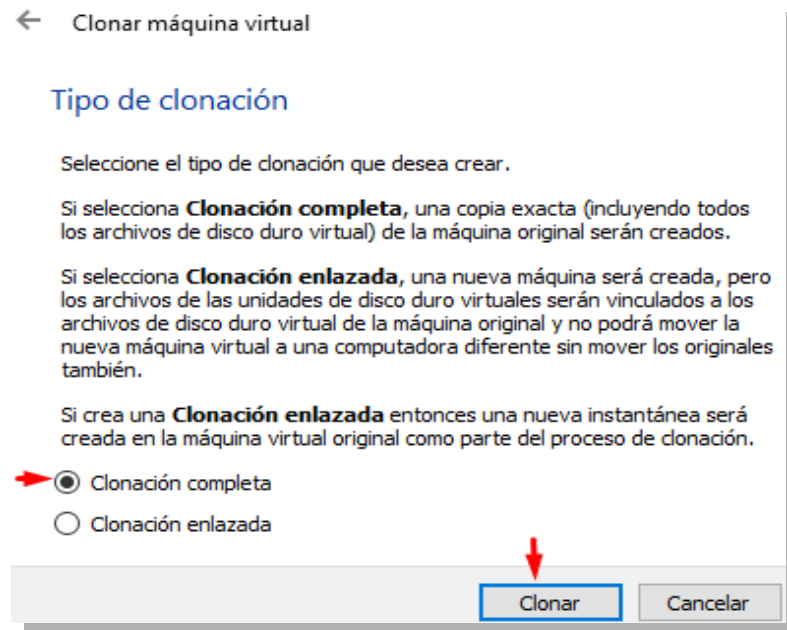 Clonar máquina virtual
Tipo de clonación
Seleccione el tipo de clonación que desea crear.
Si selecciona Clonación completa, una copia exacta (incluyendo todos
los archivos de disco duro virtual) de la máquina original serán creados.
Si selecciona Clonación enlazada, una nueva máquina será creada, pero
los archivos de las unidades de disco duro virtuales serán vinculados a los
archivos de disco duro virtual de la máquina original y no podrá mover la
nueva máquina virtual a una computadora diferente sin mover los originales
también.
Si crea una Clonación enlazada entonces una nueva instantánea será
creada en la máquina virtual original como parte del proceso de clonación.
Clonación completa
Clonación enlazada
Clonar Cancelar